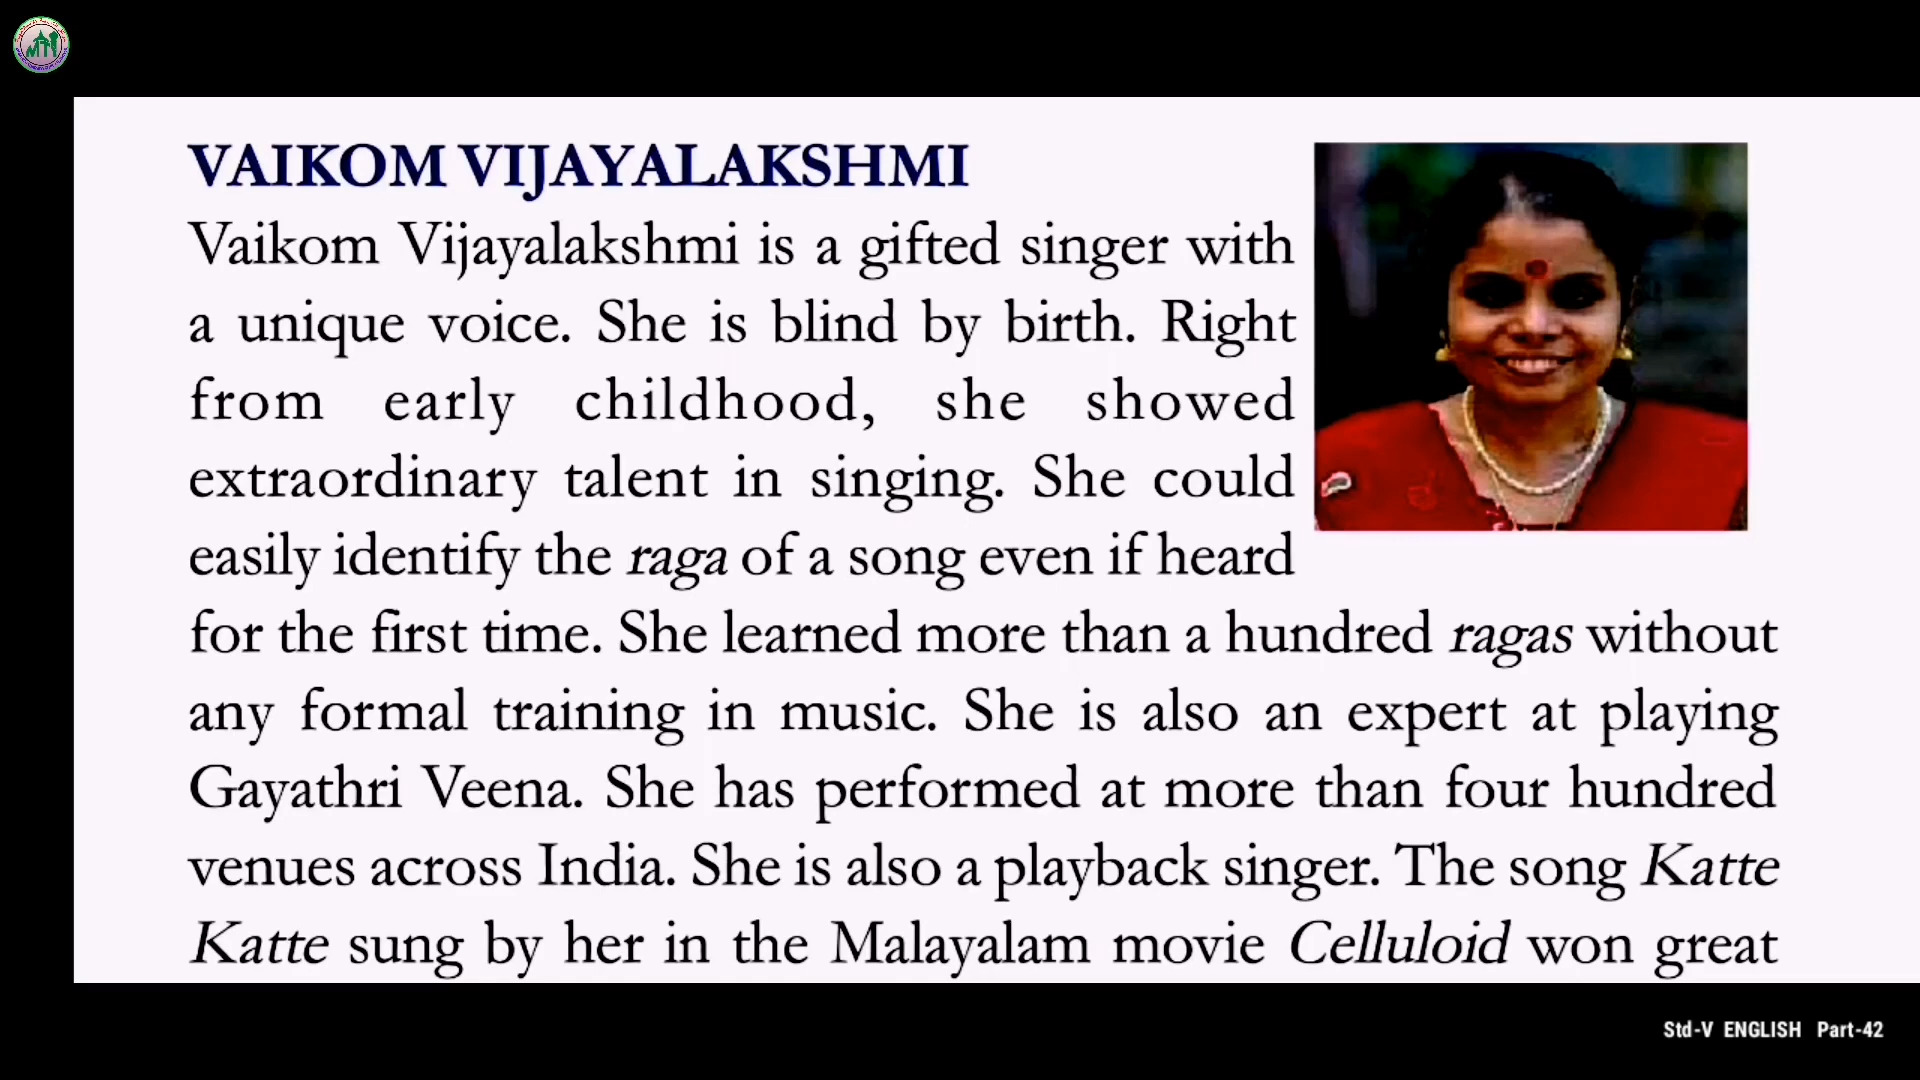 VAIKOM VIJAYALAKSHMI
Vaikom Vijayalakshmi is a gifted singer with
a unique voice. She is blind by birth. Right
from early childhood, she showed
extraordinary talent in singing. She could
easily identify the raga of a song even if heard
for the first time. She learned more than a hundred ragas without
any formal training in music. She is also an expert at playing
Gayathri Veena. She has performed at more than four hundred
venues across India. She is also a playback singer. The song Katte
Katte sung by her in the Malayalam movie Celluloid won great
Std-V ENGLISH Part-42